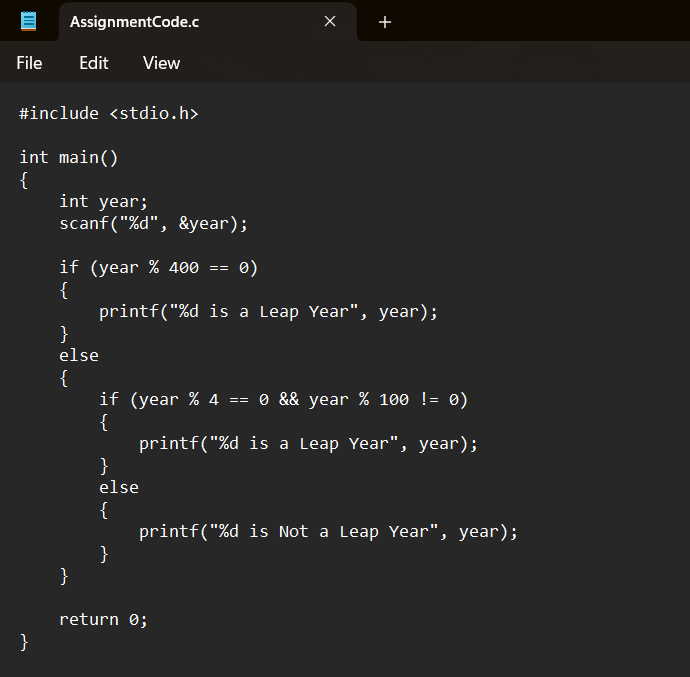 AssignmentCode.c
File Edit View
#include <stdio.h>
int main()
{
    int year;
    scanf("%d", &year);
    if (year % 400 == 0)
    {
        printf("%d is a Leap Year", year);
    }
    else
    {
        if (year % 4 == 0 && year % 100 != 0)
        {
            printf("%d is a Leap Year", year);
        }
        else
        {
            printf("%d is Not a Leap Year", year);
        }
    }
    return 0;
}